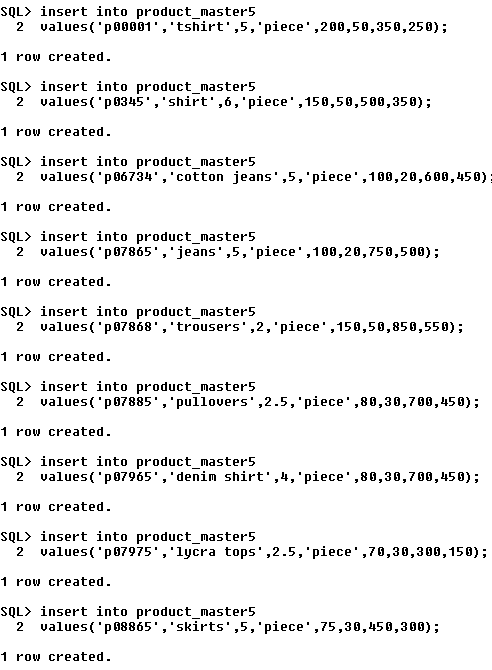 SQL> insert into product_master5
2 values('p00001','tshirt',5,'piece',200,50,350,250);
1 row created.
SQL> insert into product_master5
2 values('p0345','shirt',6,'piece',150,50,500,350);
1 row created.
SQL> insert into product_master5
2 values('p06734','cotton jeans',5,'piece',100,20,600,450);
1 row created.
SQL> insert into product_master5
2 values('p07865','jeans',5,'piece',100,20,750,500);
1 row created.
SQL> insert into product_master5
2 values('p07868','trousers',2,'piece',150,50,850,550);
1 row created.
SQL> insert into product_master5
2 values('p07885','pullovers',2.5,'piece',80,30,700,450);
1 row created.
SQL> insert into product_master5
2 values('p07965','denim shirt',4,'piece',80,30,700,450);
1 row created.
SQL> insert into product_master5
2 values('p07975','lycra tops',2.5,'piece',70,30,300,150);
1 row created.
SQL> insert into product_master5
2 values('p08865','skirts',5,'piece',75,30,450,300);
1 row created.